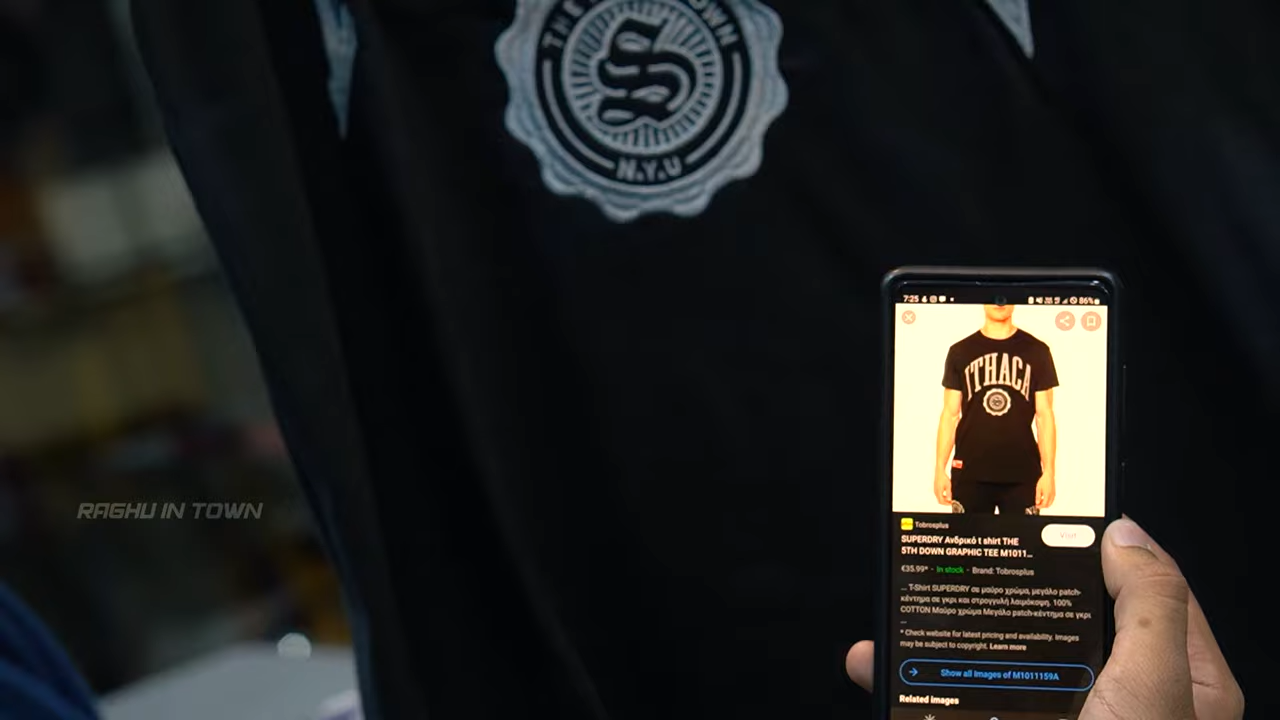 TOWN
S
N.Y.U
RAGHU IN TOWN
7:25
86%
ITHACA
Tobrosplus
SUPERDRY Ανδρικό t shirt THE
5TH DOWN GRAPHIC TEE M1011...
Visit
€35.99* · In stock · Brand: Tobrosplus
... T-Shirt SUPERDRY σε μαύρο χρώμα, μεγάλο patch-
κέντημα σε γκρι και στρογγυλή λαιμόκοψη. 100%
COTTON Μαύρο χρώμα Μεγάλο patch-κέντημα σε γκρι
...
* Check website for latest pricing and availability. Images
may be subject to copyright. Learn more
Show all images of M1011159A
Related images